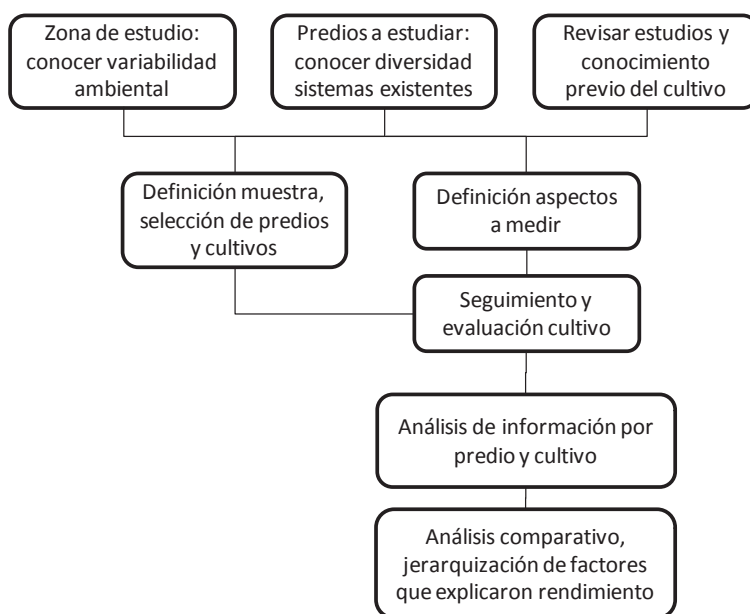 Zona de estudio:
conocer variabilidad
ambiental
Predios a estudiar:
conocer diversidad
sistemas existentes
Revisar estudios y
conocimiento
previo del cultivo
Definición muestra,
selección de predios
y cultivos
Definición aspectos
a medir
Seguimiento y
evaluación cultivo
Análisis de información por
predio y cultivo
Análisis comparativo,
jerarquización de factores
que explicaron rendimiento